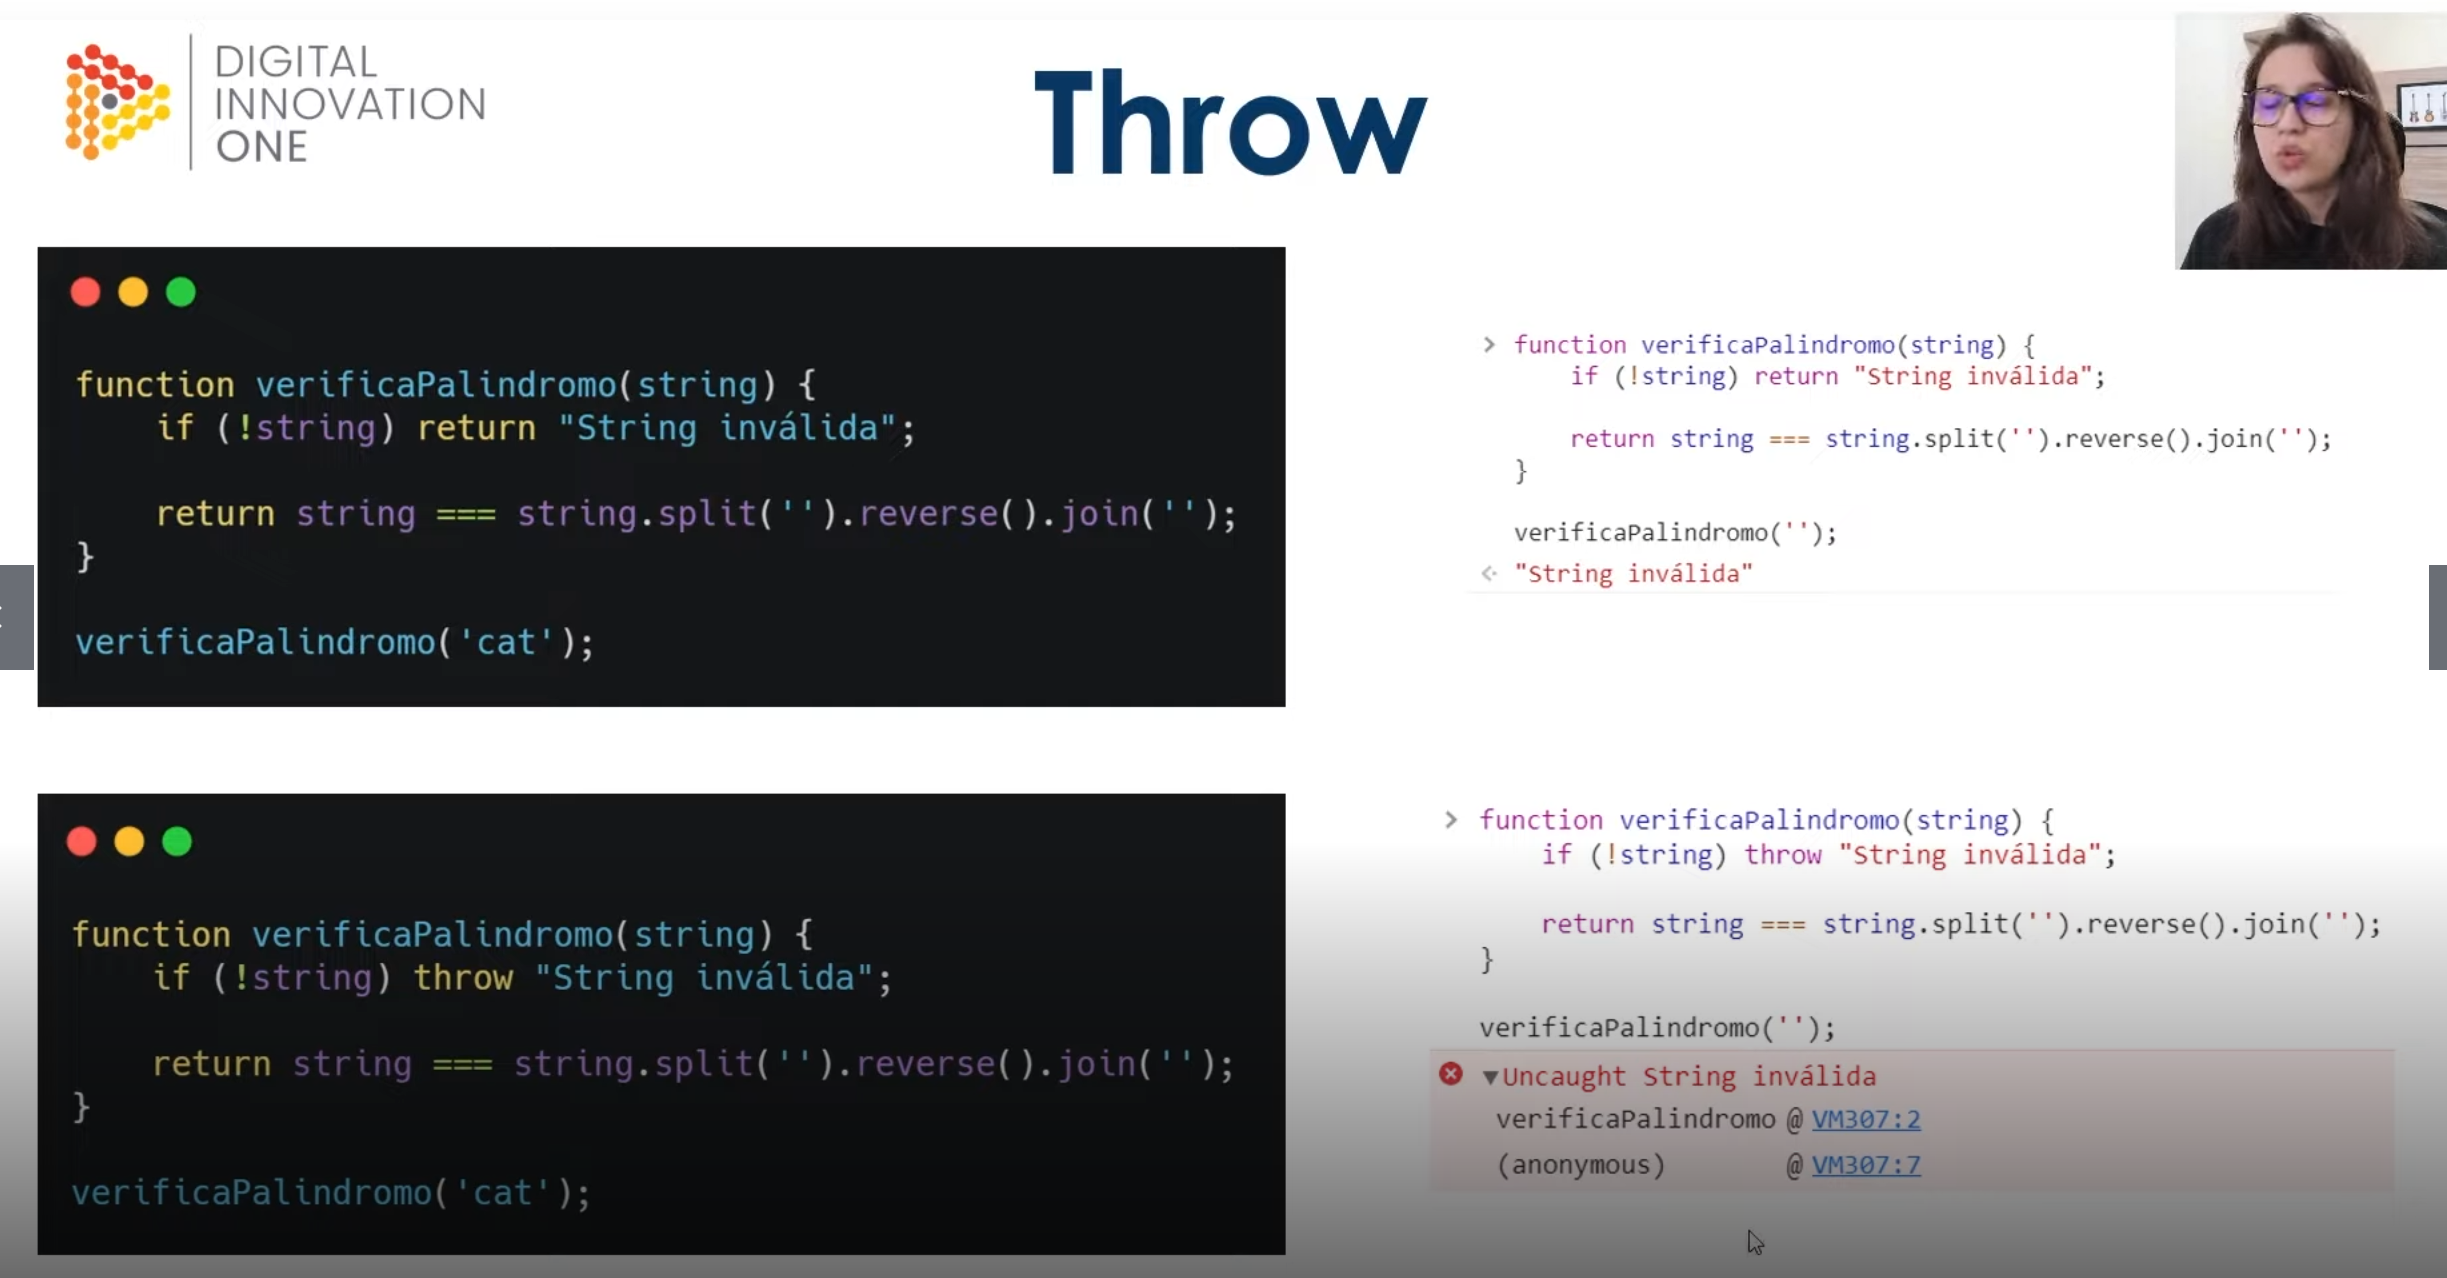 DIGITAL
INNOVATION
ONE
Throw
function verificaPalindromo(string) {
    if (!string) return "String inválida";
    return string === string.split('').reverse().join('');
}
verificaPalindromo('cat');
> function verificaPalindromo(string) {
    if (!string) return "String inválida";
    return string === string.split('').reverse().join('');
}
verificaPalindromo('');
"String inválida"
function verificaPalindromo(string) {
    if (!string) throw "String inválida";
    return string === string.split('').reverse().join('');
}
verificaPalindromo('cat');
> function verificaPalindromo(string) {
    if (!string) throw "String inválida";
    return string === string.split('').reverse().join('');
}
verificaPalindromo('');
▼Uncaught String inválida
verificaPalindromo @ VM307:2
(anonymous) @ VM307:7